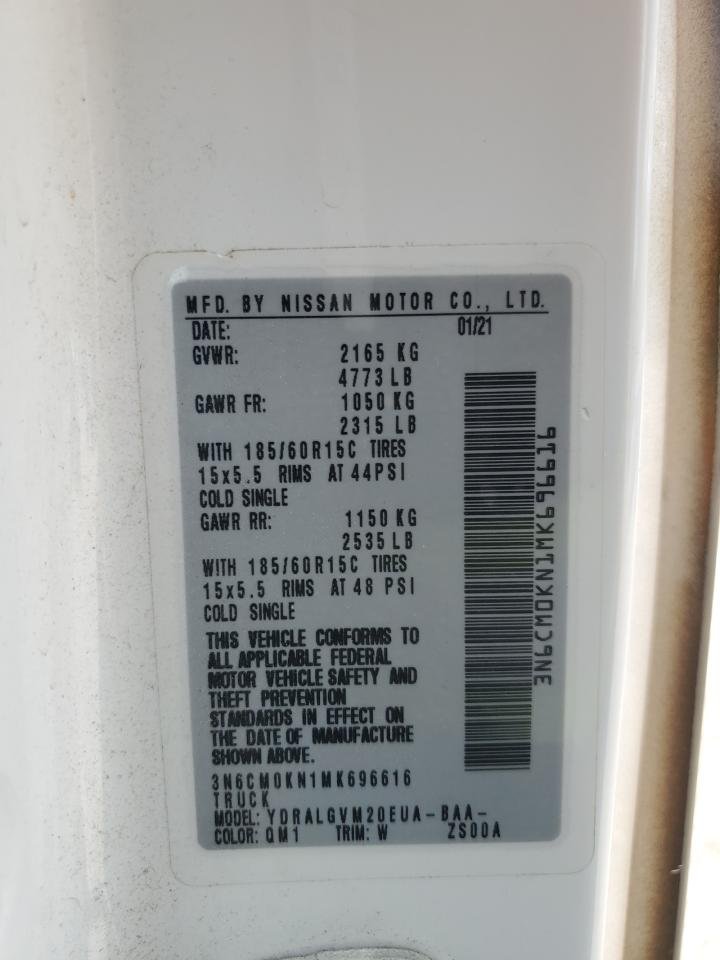 MFD. BY NISSAN MOTOR CO., LTD.
DATE: 01/21
GVWR: 2165 KG
4773 LB
GAWR FR: 1050 KG
2315 LB
WITH 185/60R15C TIRES
15x5.5 RIMS AT 44PSI
COLD SINGLE
GAWR RR: 1150 KG
2535 LB
WITH 185/60R15C TIRES
15x5.5 RIMS AT 48 PSI
COLD SINGLE
THIS VEHICLE CONFORMS TO
ALL APPLICABLE FEDERAL
MOTOR VEHICLE SAFETY AND
THEFT PREVENTION
STANDARDS IN EFFECT ON
THE DATE OF MANUFACTURE
SHOWN ABOVE.
3N6CM0KN1MK696616
TRUCK
MODEL: YDRALGVM20EUA-BAA-
COLOR: QM1 TRIM: W ZS00A
3N6CM0KN1MK696616